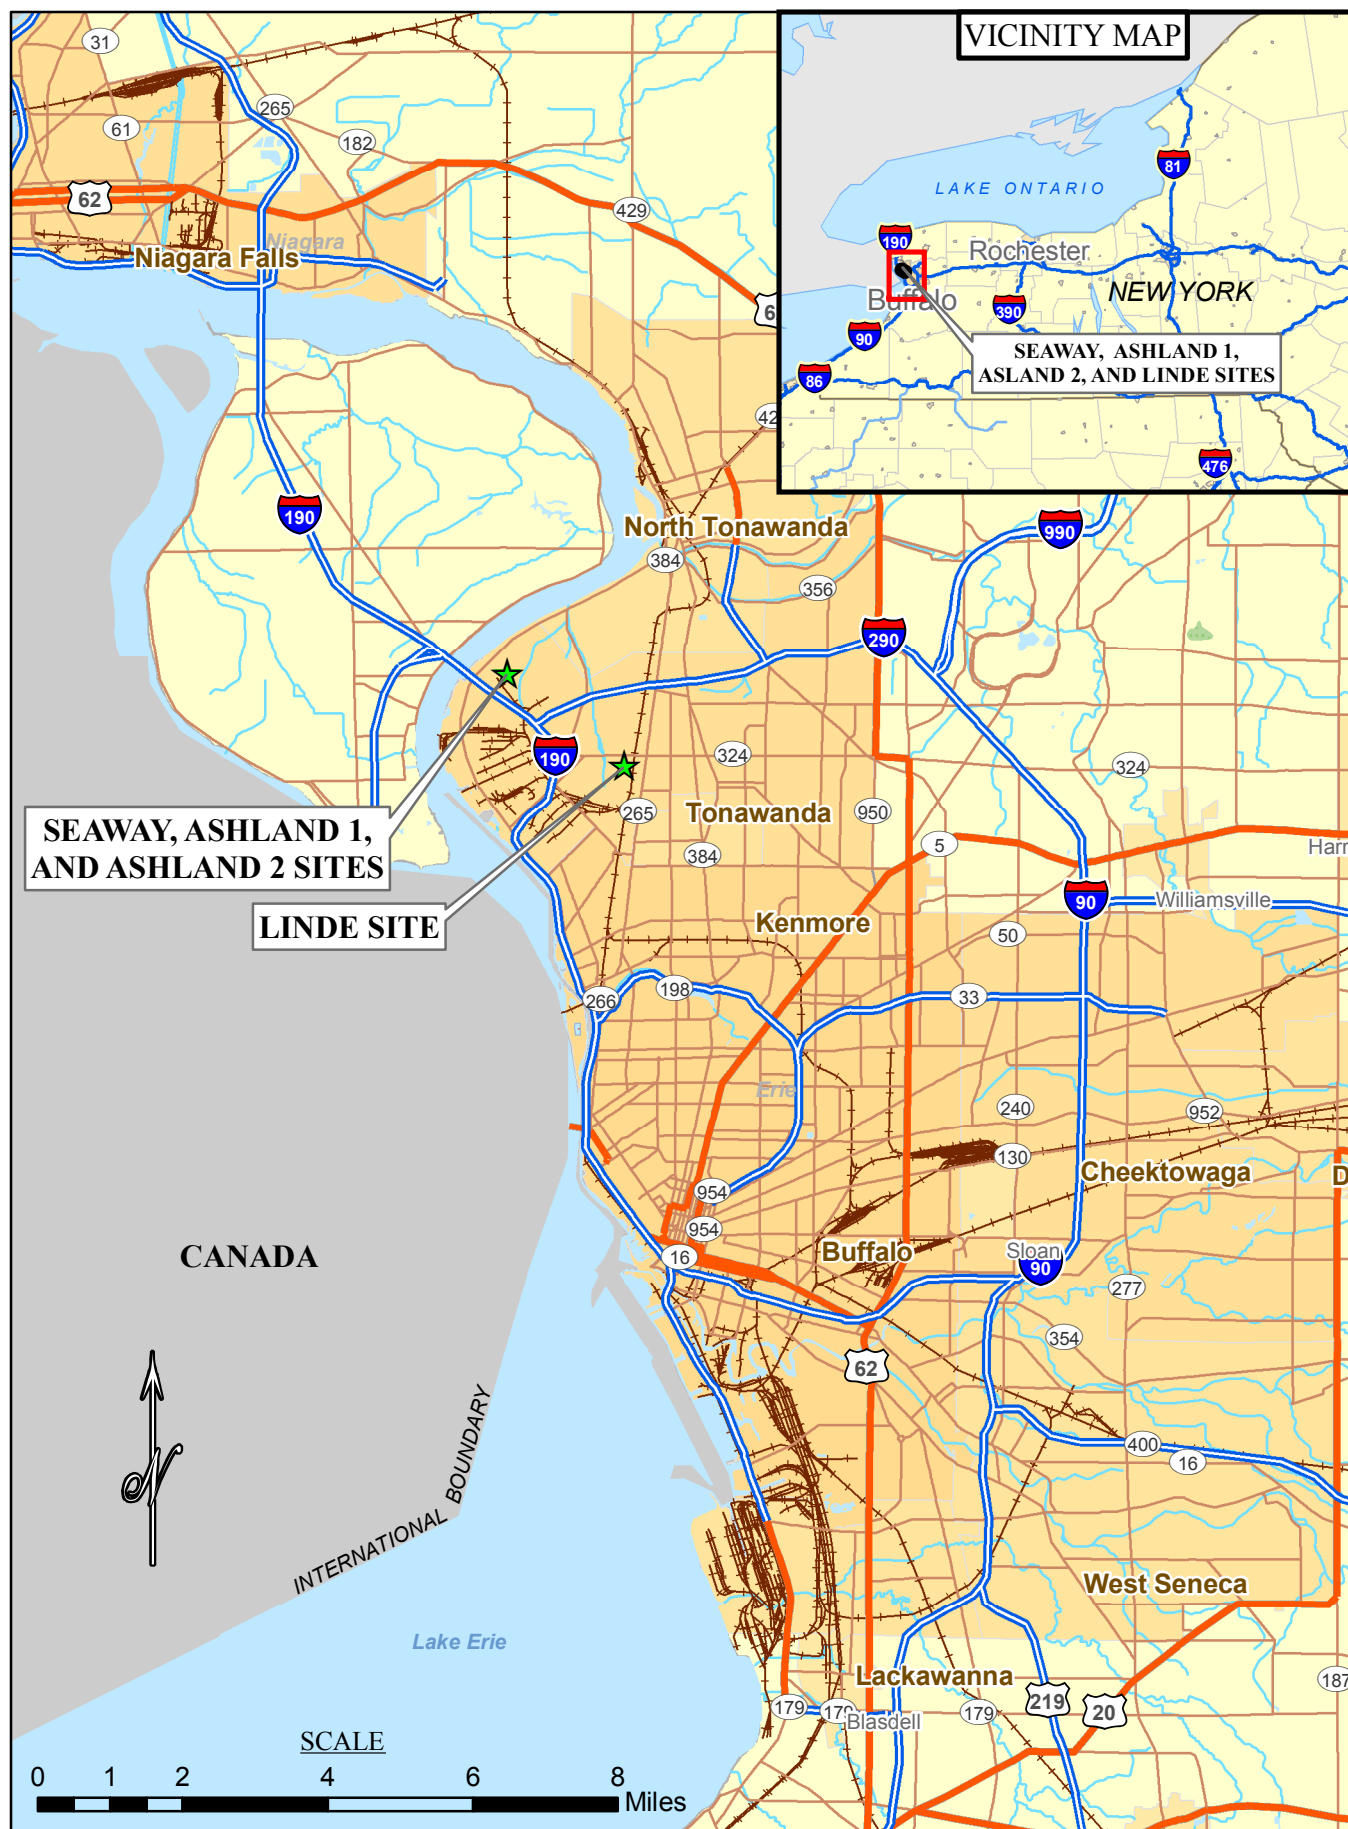 VICINITY MAP
31
265
61
182
62
429
Niagara
Niagara Falls
6
42
81
LAKE ONTARIO
190
Rochester
Buffalo
NEW YORK
390
90
86
SEAWAY, ASHLAND 1,
ASLAND 2, AND LINDE SITES
476
190
North Tonawanda
990
384
356
290
190
324
324
265
Tonawanda
950
SEAWAY, ASHLAND 1,
AND ASHLAND 2 SITES
384
5
Harr
90
Williamsville
LINDE SITE
Kenmore
50
266
198
33
Erie
240
952
130
Cheektowaga
D
954
954
CANADA
16
Buffalo
Sloan
90
277
354
62
INTERNATIONAL BOUNDARY
400
16
West Seneca
Lake Erie
Lackawanna
187
179
179
Blasdell
179
219
20
SCALE
0 1 2 4 6 8
Miles
N